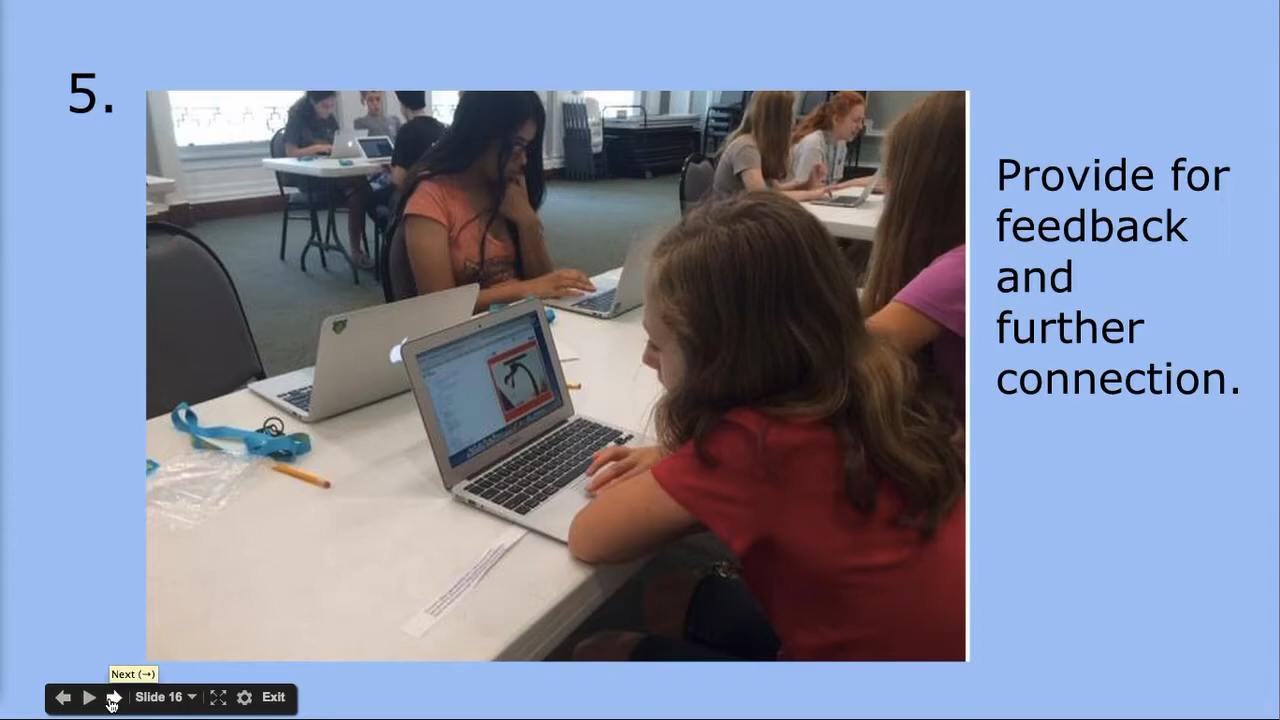 5.
Provide for
feedback
and
further
connection.
Next (→)
Slide 16
Exit